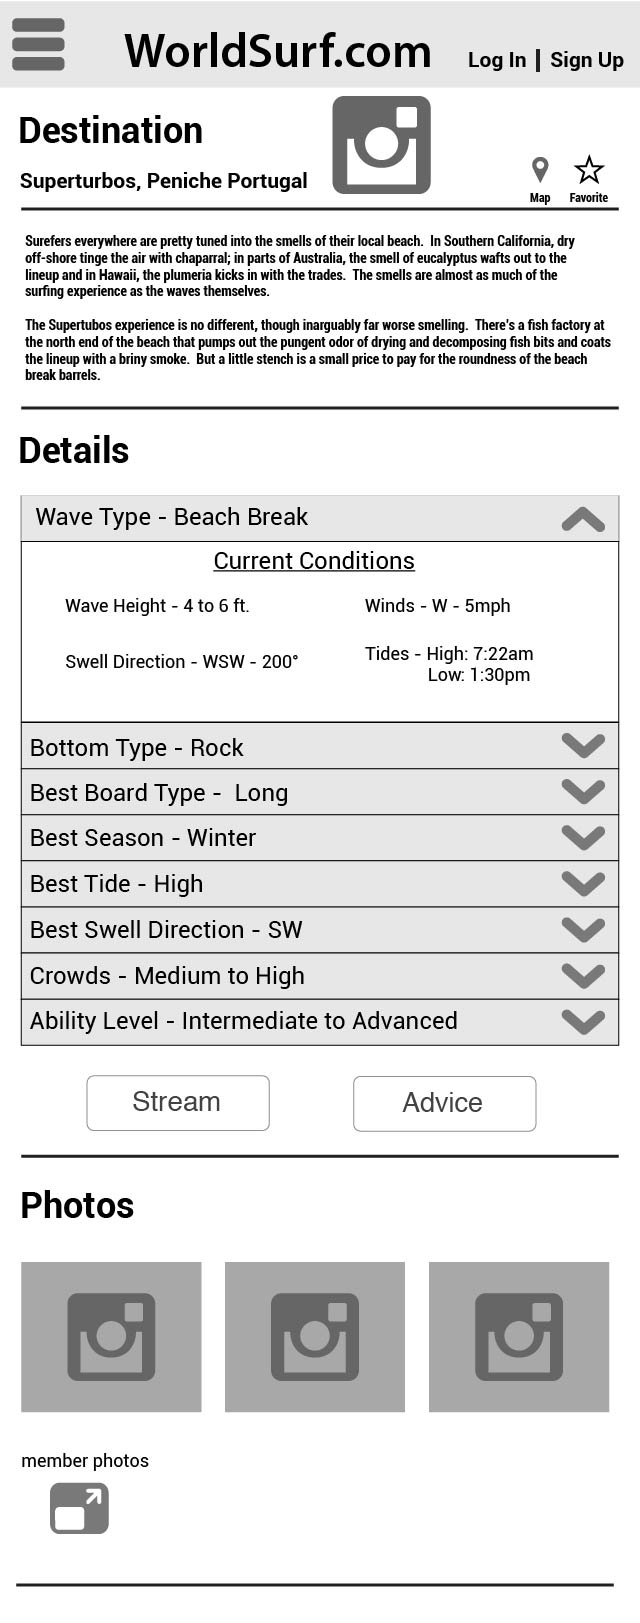 WorldSurf.com
Log In | Sign Up
Destination
Superturbos, Peniche Portugal
Map
Favorite
Surefers everywhere are pretty tuned into the smells of their local beach.  In Southern California, dry
off-shore tinge the air with chaparral; in parts of Australia, the smell of eucalyptus wafts out to the
lineup and in Hawaii, the plumeria kicks in with the trades.  The smells are almost as much of the
surfing experience as the waves themselves.
The Supertubos experience is no different, though inarguably far worse smelling.  There's a fish factory at
the north end of the beach that pumps out the pungent odor of drying and decomposing fish bits and coats
the lineup with a briny smoke.  But a little stench is a small price to pay for the roundness of the beach
break barrels.
Details
Wave Type - Beach Break
Current Conditions
Wave Height - 4 to 6 ft.
Winds - W - 5mph
Swell Direction - WSW - 200°
Tides - High: 7:22am
Low: 1:30pm
Bottom Type - Rock
Best Board Type -  Long
Best Season - Winter
Best Tide - High
Best Swell Direction - SW
Crowds - Medium to High
Ability Level - Intermediate to Advanced
Stream
Advice
Photos
member photos